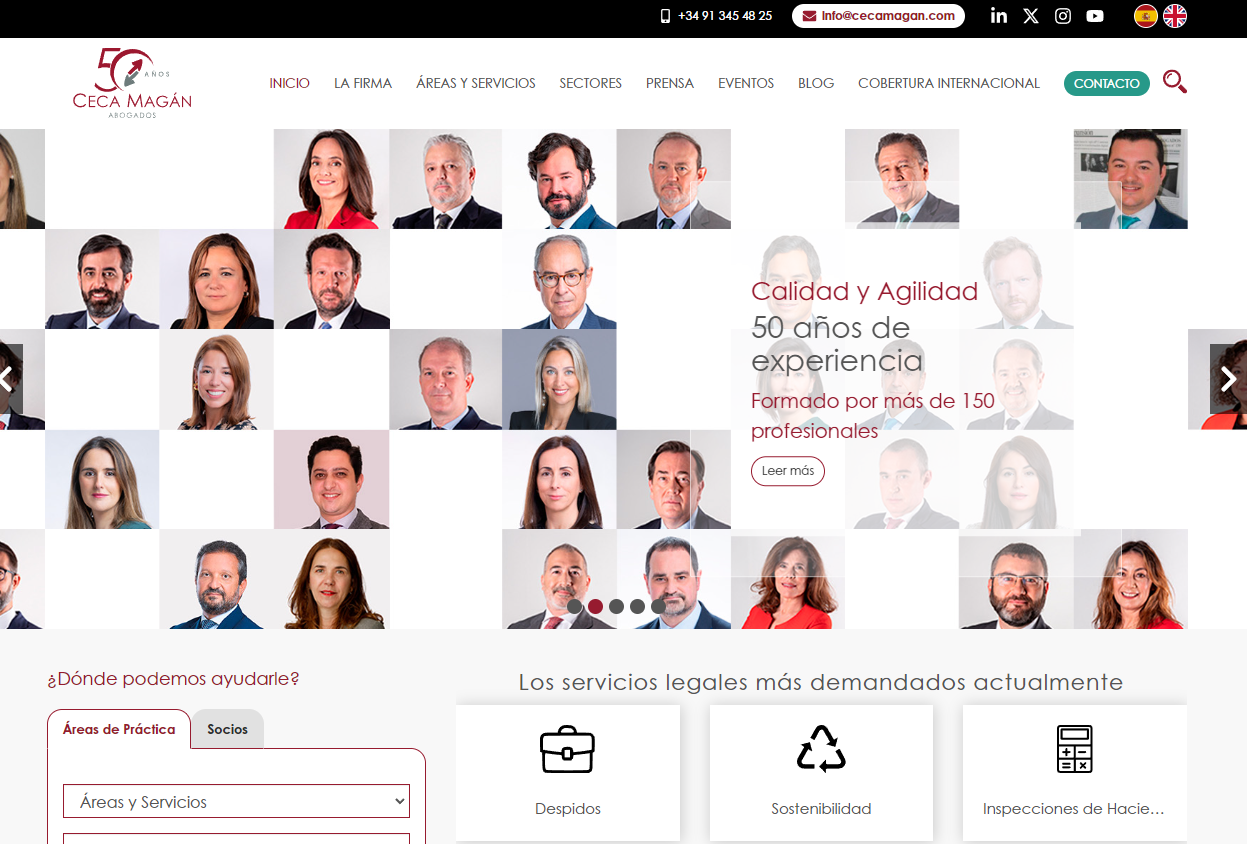 +34 91 345 48 25
Info@cecamagan.com
50 AÑOS
CECA MAGÁN
ABOGADOS
INICIO
LA FIRMA
ÁREAS Y SERVICIOS
SECTORES
PRENSA
EVENTOS
BLOG
COBERTURA INTERNACIONAL
CONTACTO
Calidad y Agilidad
50 años de
experiencia
Formado por más de 150
profesionales
Leer más
¿Dónde podemos ayudarle?
Áreas de Práctica
Socios
Áreas y Servicios
Los servicios legales más demandados actualmente
Despidos
Sostenibilidad
Inspecciones de Hacie...